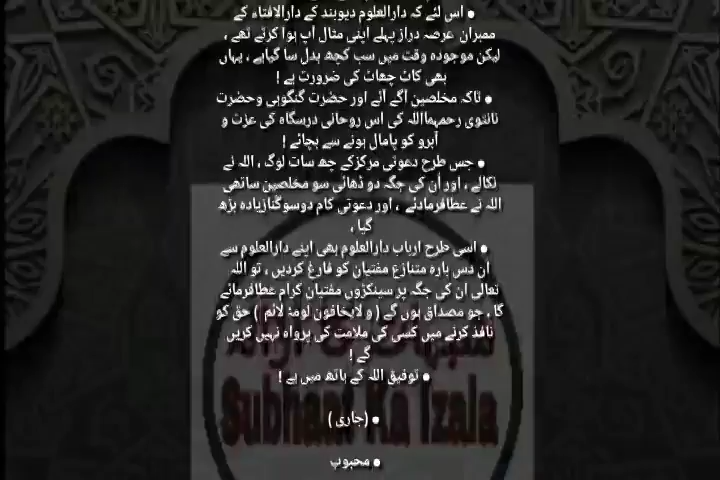 • اس لئے کہ دارالعلوم دیوبند کے دارالافتاء کے
ممبران عرصہ دراز پہلے اپنی مثال آپ ہوا کرتے تھے ،
لیکن موجودہ وقت میں سب کچھ بدل سا گیاہے ، یہاں
بھی کاٹ چھاٹ کی ضرورت ہے !
• تاکہ مخلصین آگے آئے اور حضرت گنگوہی وحضرت
نانتوی رحمہمااللہ کی اس روحانی درسگاہ کی عزت و
آبرو کو پامال ہونے سے بچائے !
• جس طرح دعوتی مرکزکے چھ سات لوگ ، اللہ نے
نکالے ، اور اُن کی جگہ دو ڈھائی سو مخلصین ساتھی
اللہ نے عطافرمادئے ، اور دعوتی کام دوسوگنازیادہ بڑھ
گیا ،
• اسی طرح ارباب دارالعلوم بھی اپنے دارالعلوم سے
ان دس بارہ متنازع مفتیان کو فارغ کردیں ، تو اللہ
تعالی ان کی جگہ پر سینکڑوں مفتیان کرام عطافرمائے
گا ، جو مصداق ہوں گے ( و لایخافون لومۃ لائم ) حق کو
نافذ کرنے میں کسی کی ملامت کی پرواہ نہیں کریں
گے !
• توفیق اللہ کے ہاتھ میں ہے !
• (جاری )
• محبوب
Subhaat Ka Izala